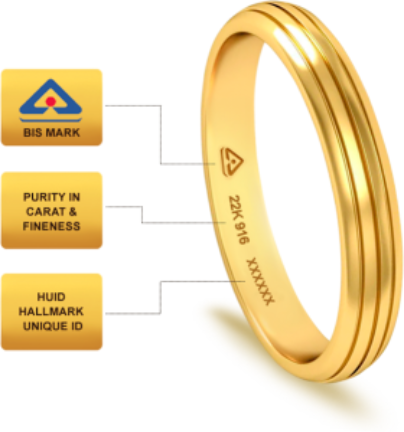 BIS MARK
PURITY IN
CARAT &
FINENESS
HUID
HALLMARK
UNIQUE ID
22K 916
XXXXXX